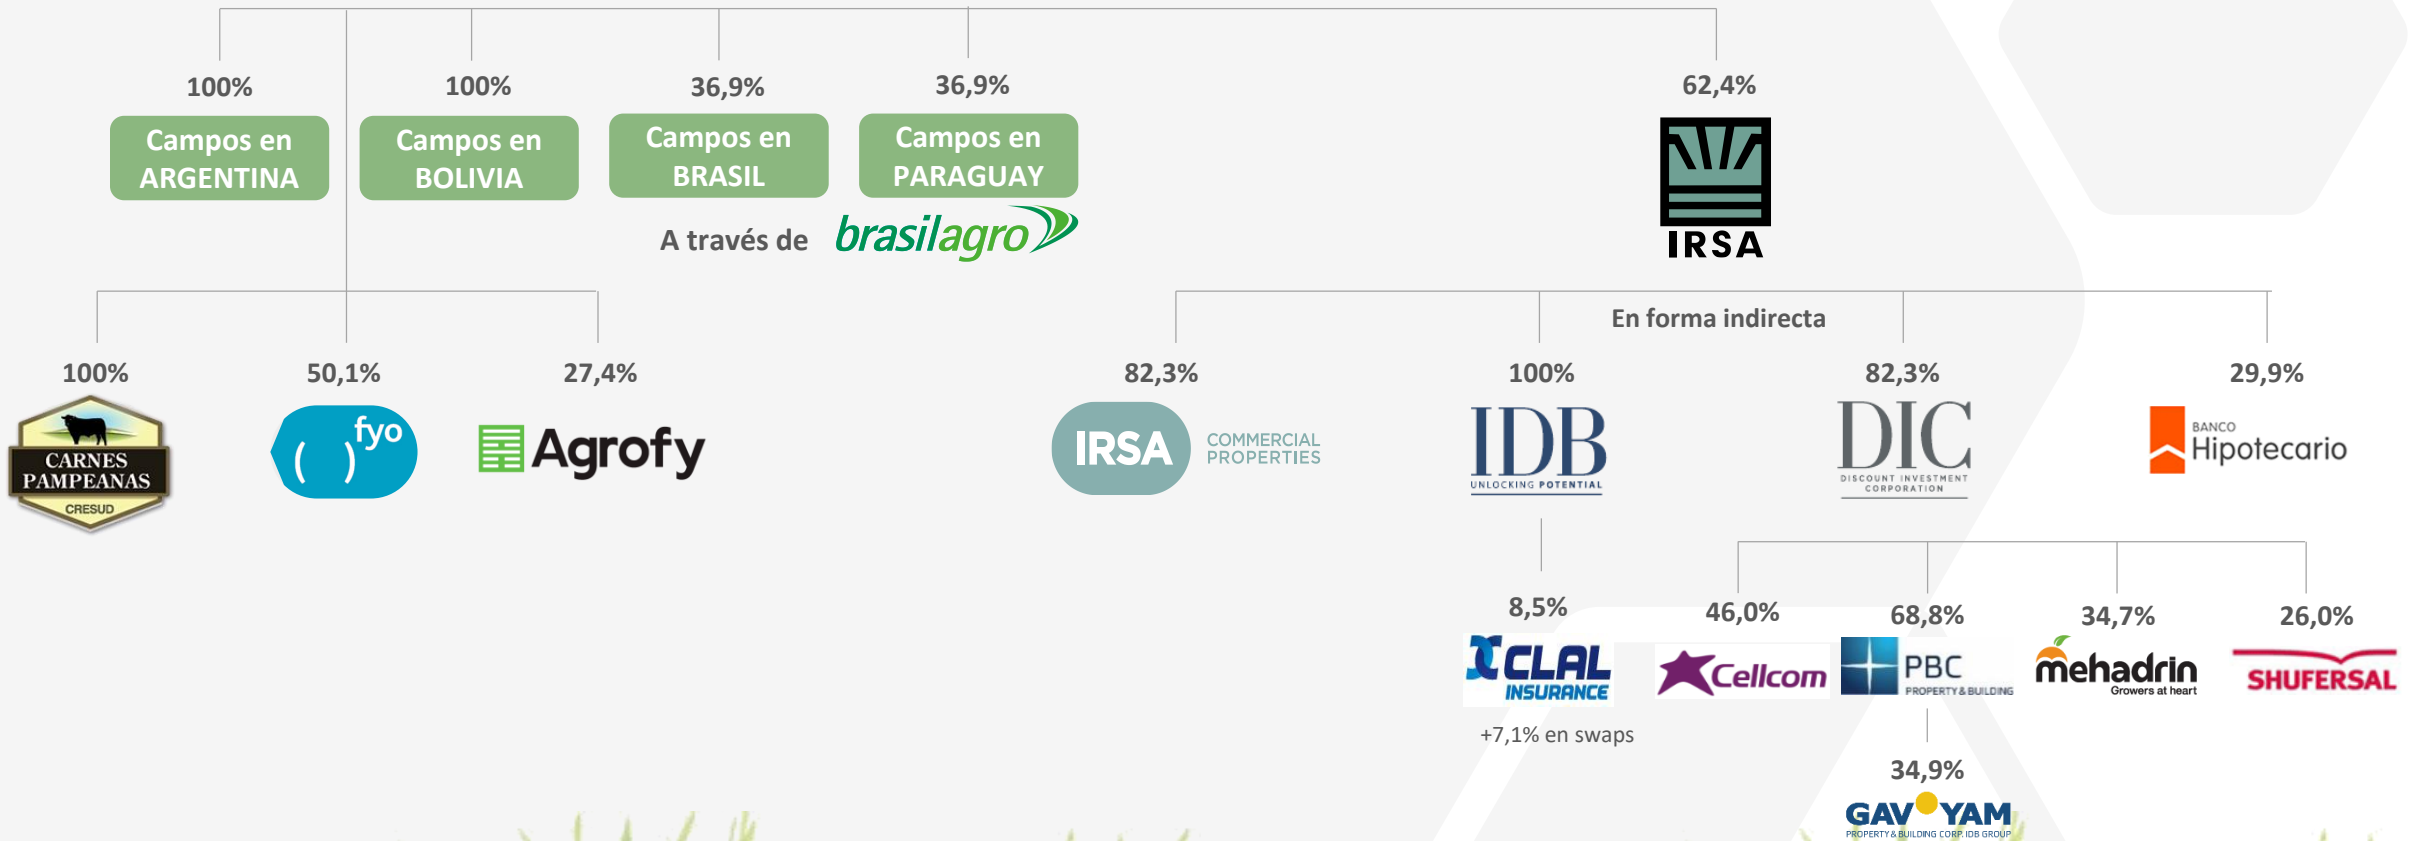 100%
100%
36,9%
36,9%
62,4%
Campos en
ARGENTINA
Campos en
BOLIVIA
Campos en
BRASIL
Campos en
PARAGUAY
A través de
brasilagro
IRSA
En forma indirecta
100%
50,1%
27,4%
82,3%
100%
82,3%
29,9%
CARNES
PAMPEANAS
CRESUD
( ) fyo
Agrofy
IRSA
COMMERCIAL
PROPERTIES
IDB
UNLOCKING POTENTIAL
DIC
DISCOUNT INVESTMENT
CORPORATION
BANCO
Hipotecario
8,5%
46,0%
68,8%
34,7%
26,0%
CLAL
INSURANCE
Cellcom
PBC
PROPERTY & BUILDING
mehadrin
Growers at heart
SHUFERSAL
+7,1% en swaps
34,9%
GAV YAM
PROPERTY & BUILDING CORP. IDB GROUP